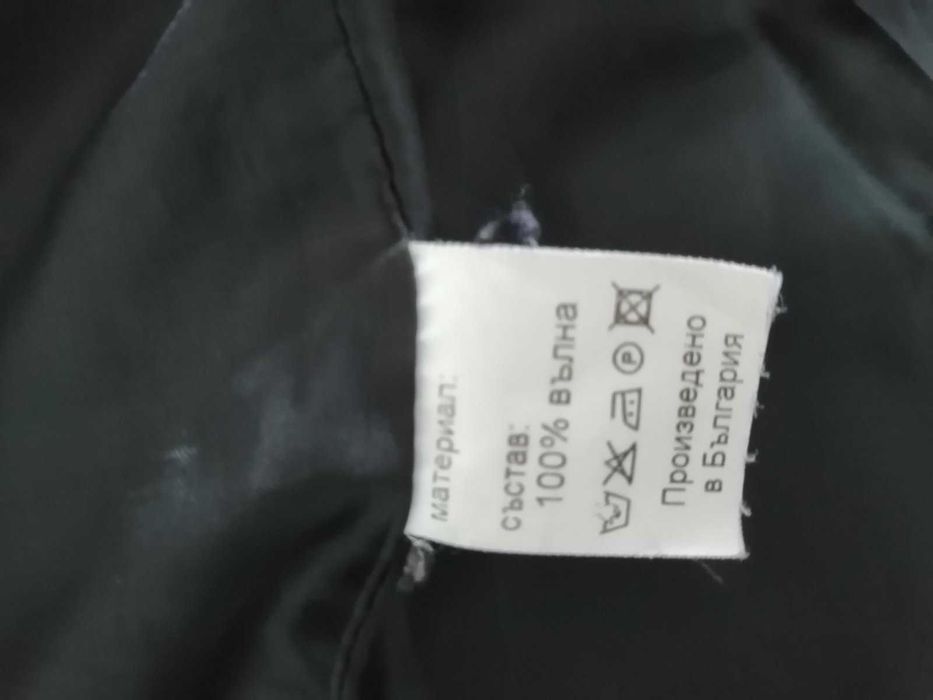 материал:
състав:
100% вълна
P
Произведено
в България